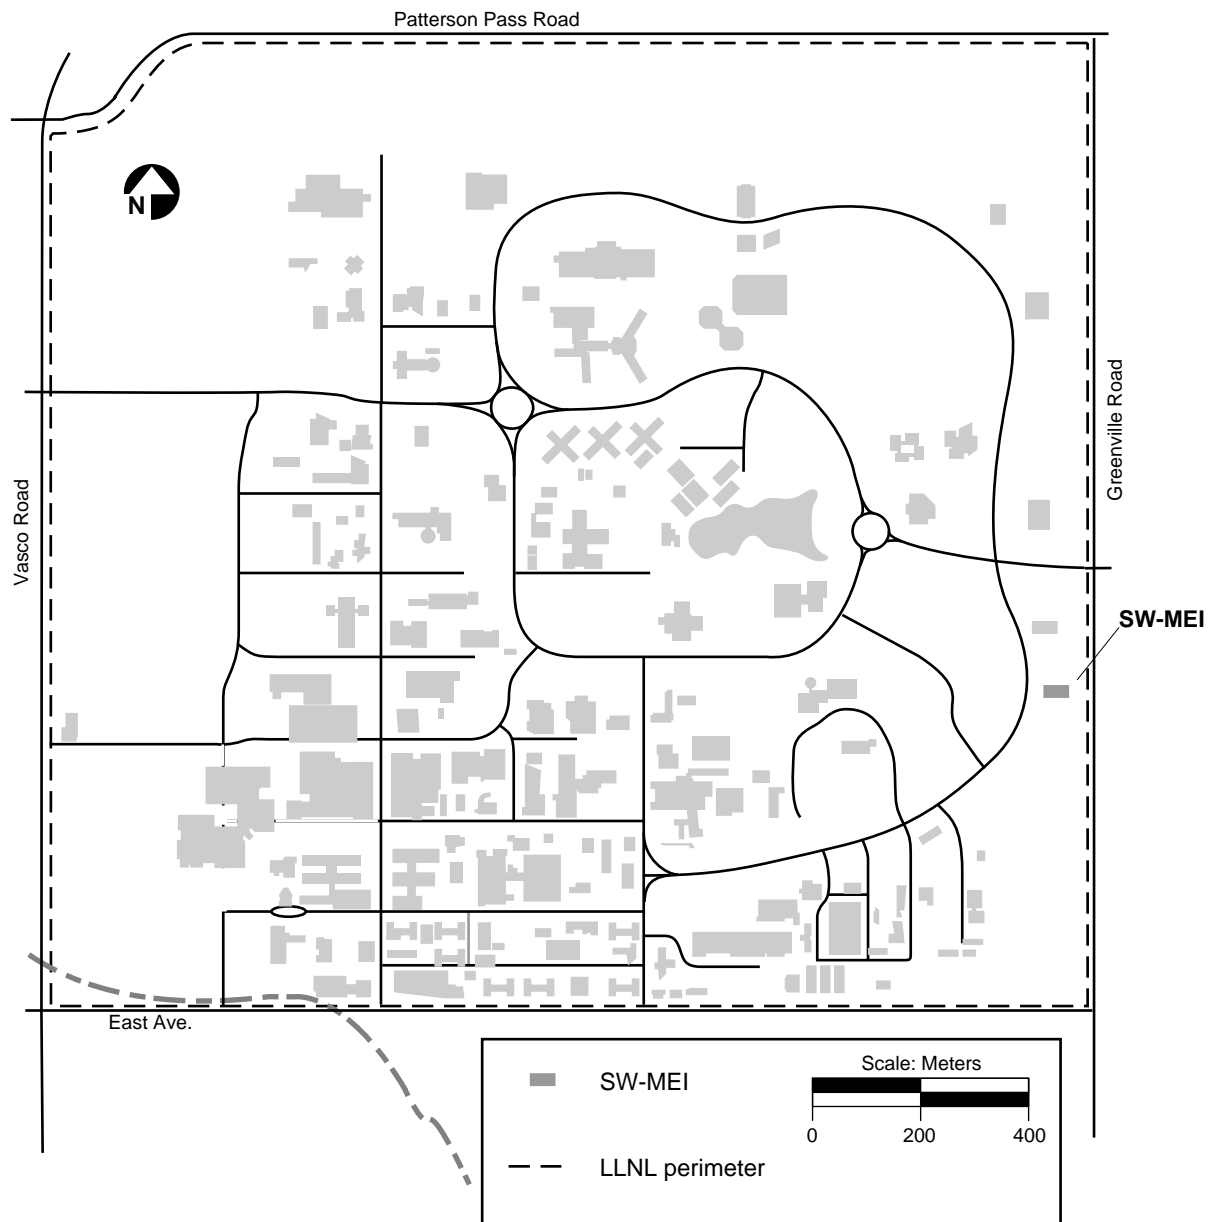 Patterson Pass Road
N
Greenville Road
Vasco Road
SW-MEI
East Ave.
Scale: Meters
SW-MEI
0 200 400
LLNL perimeter